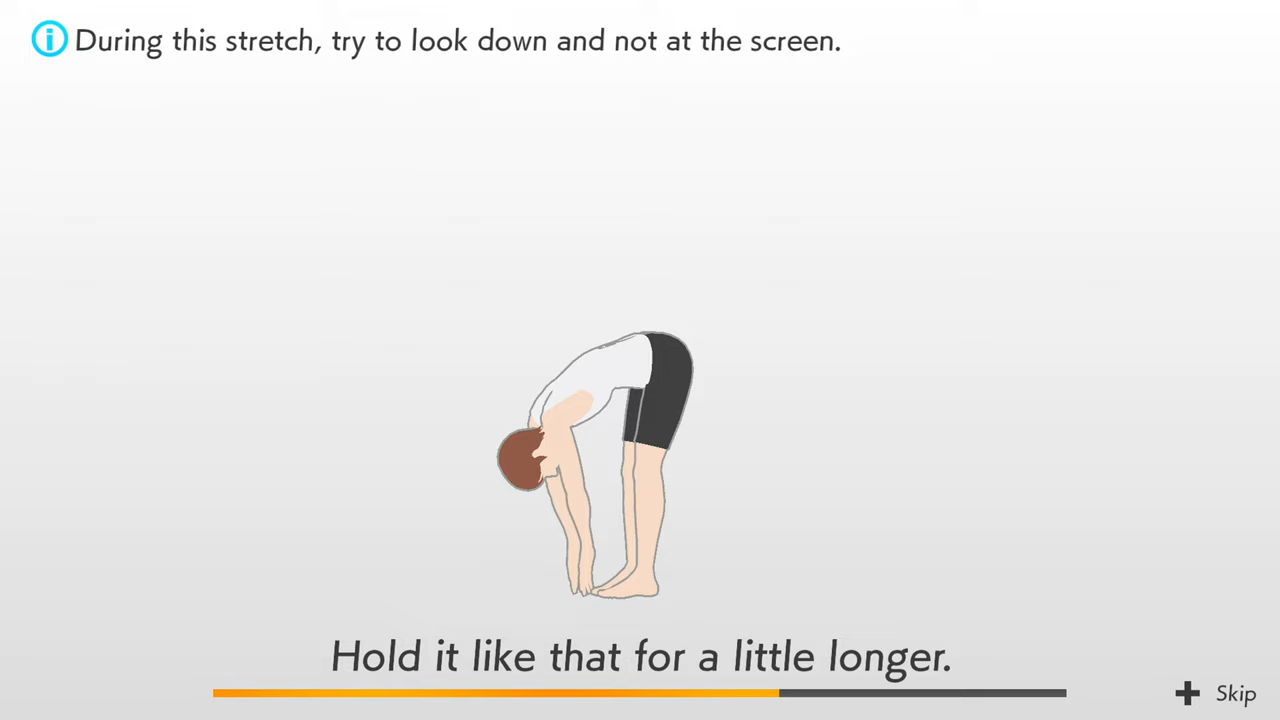 During this stretch, try to look down and not at the screen.
Hold it like that for a little longer.
Skip